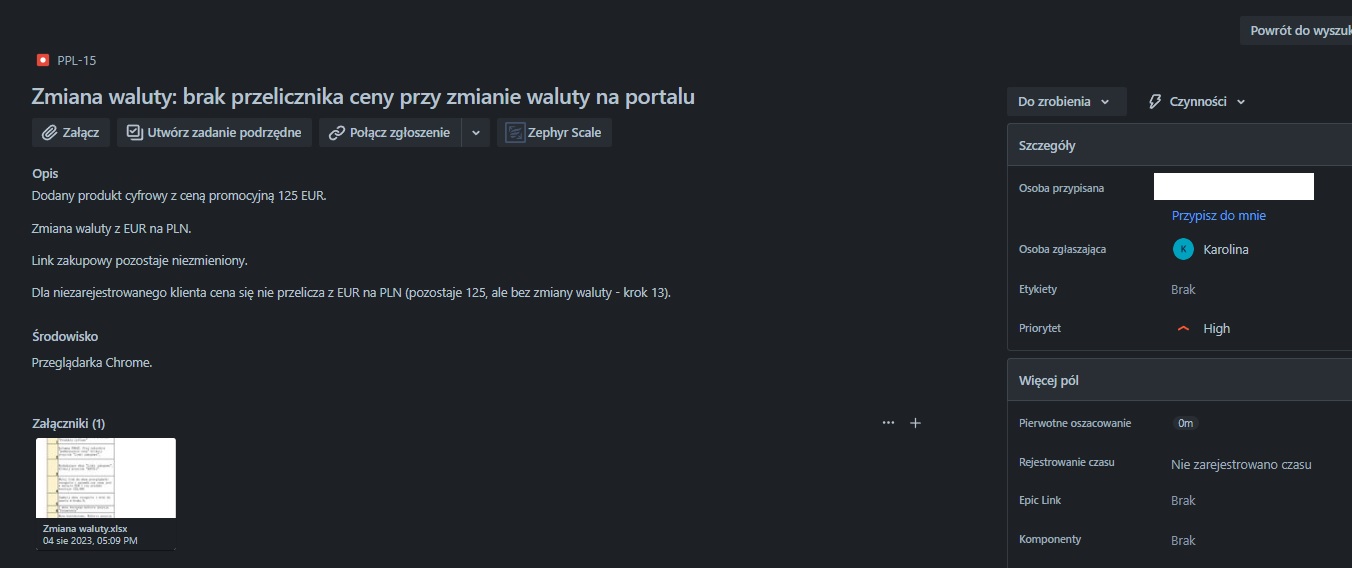 Powrót do wyszuk
PPL-15
Zmiana waluty: brak przelicznika ceny przy zmianie waluty na portalu
Do zrobienia
Czynności
Załącz
Utwórz zadanie podrzędne
Połącz zgłoszenie
Zephyr Scale
Szczegóły
Opis
Dodany produkt cyfrowy z ceną promocyjną 125 EUR.
Zmiana waluty z EUR na PLN.
Link zakupowy pozostaje niezmieniony.
Dla niezarejestrowanego klienta cena się nie przelicza z EUR na PLN (pozostaje 125, ale bez zmiany waluty - krok 13).
Środowisko
Przeglądarka Chrome.
Załączniki (1)
Zmiana waluty.xlsx
04 sie 2023, 05:09 PM
Osoba przypisana
Przypisz do mnie
Osoba zgłaszająca
K
Karolina
Etykiety
Brak
Priorytet
High
Więcej pól
Pierwotne oszacowanie
0m
Rejestrowanie czasu
Nie zarejestrowano czasu
Epic Link
Brak
Komponenty
Brak